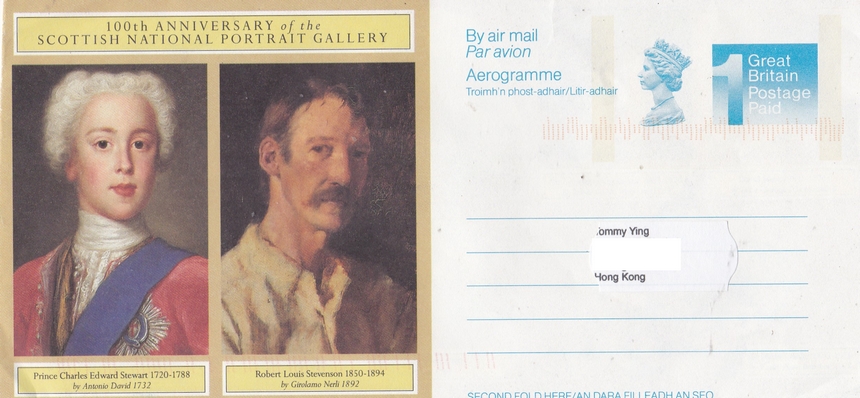 100th ANNIVERSARY of the
SCOTTISH NATIONAL PORTRAIT GALLERY
Prince Charles Edward Stewart 1720-1788
by Antonio David 1732
Robert Louis Stevenson 1850-1894
by Girolamo Nerli 1892
By air mail
Par avion
Aerogramme
Troimh'n phost-adhair/Litir-adhair
1
Great
Britain
Postage
Paid
Tommy Ying
Hong Kong
SECOND FOLD HERE/AN DARA FILLEADH AN SEO